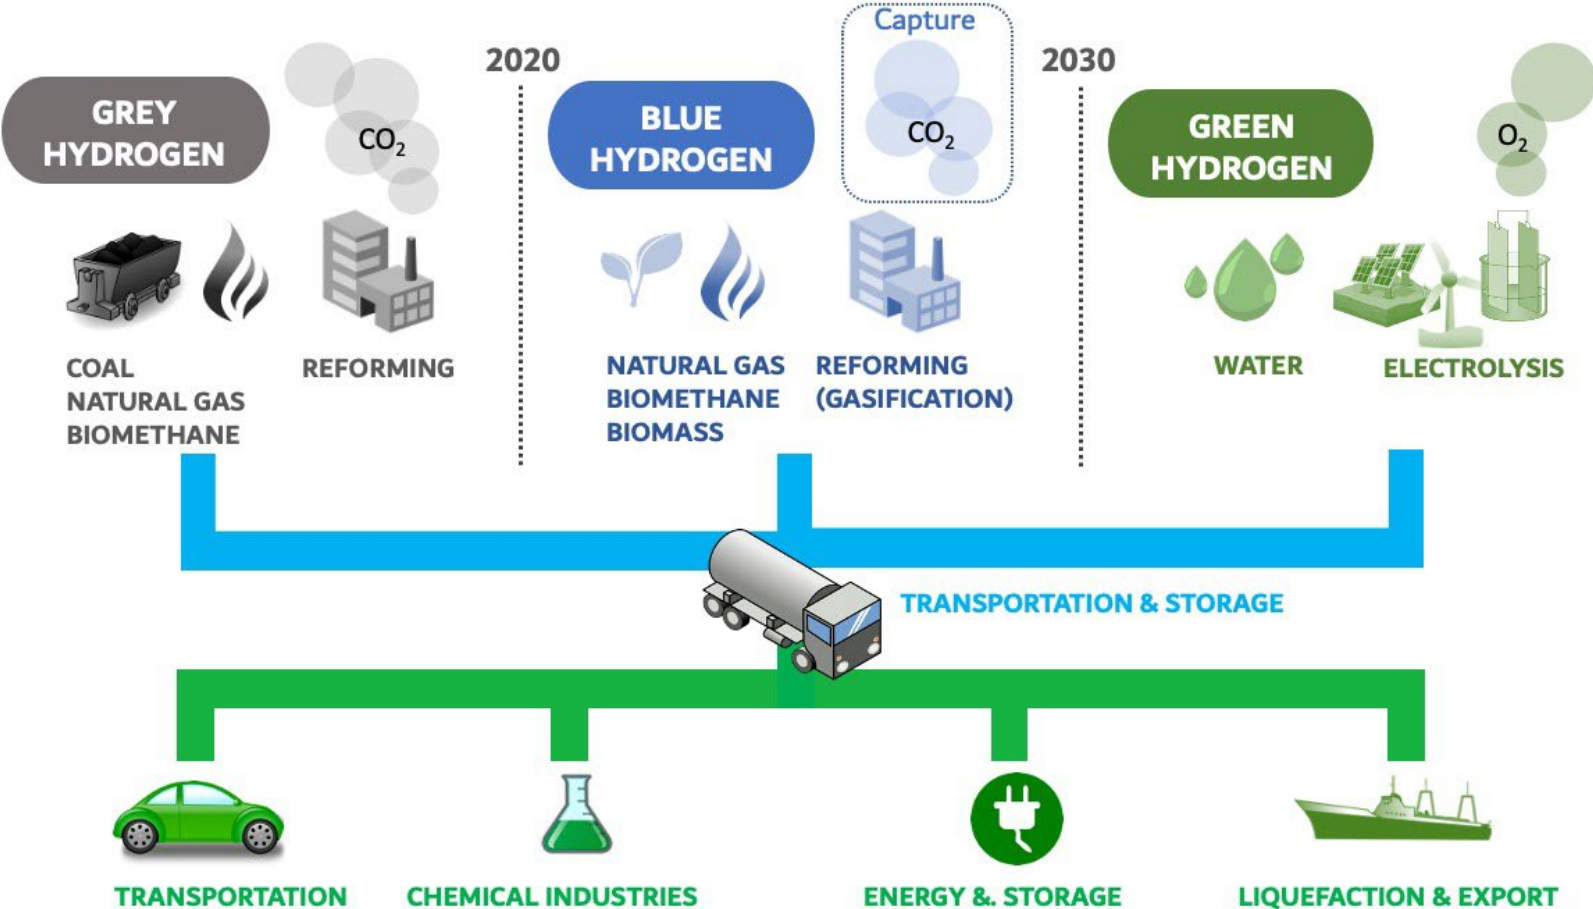 Capture
2020
2030
GREY
HYDROGEN
CO₂
BLUE
HYDROGEN
CO₂
GREEN
HYDROGEN
O₂
COAL
NATURAL GAS
BIOMETHANE
REFORMING
NATURAL GAS
BIOMETHANE
BIOMASS
REFORMING
(GASIFICATION)
WATER
ELECTROLYSIS
TRANSPORTATION & STORAGE
TRANSPORTATION
CHEMICAL INDUSTRIES
ENERGY &. STORAGE
LIQUEFACTION & EXPORT